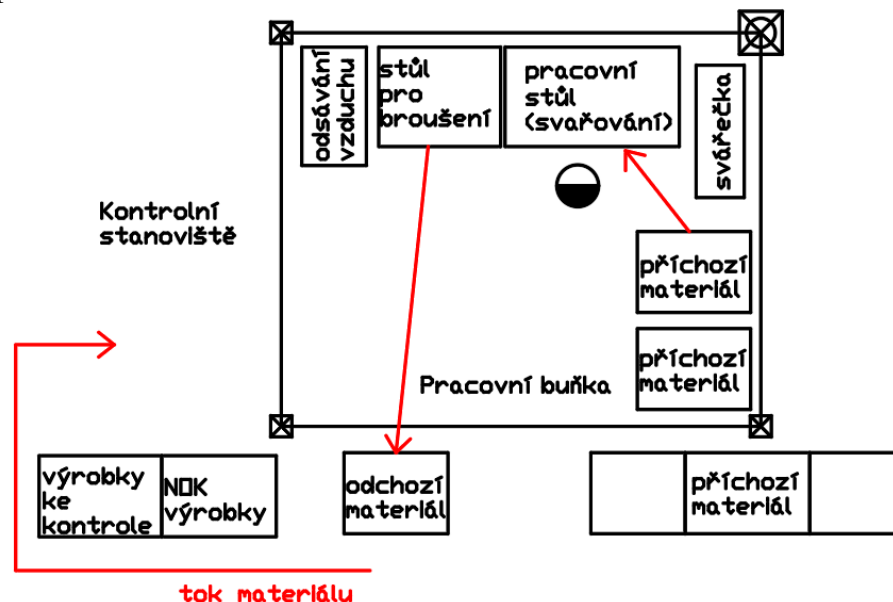 odsávání
vzduchu
stůl
pro
broušení
pracovní
stůl
(svařování)
svářečka
Kontrolní
stanoviště
příchozí
materiál
příchozí
materiál
Pracovní buňka
výrobky
ke
kontrole
NOK
výrobky
odchozí
materiál
příchozí
materiál
tok materiálu